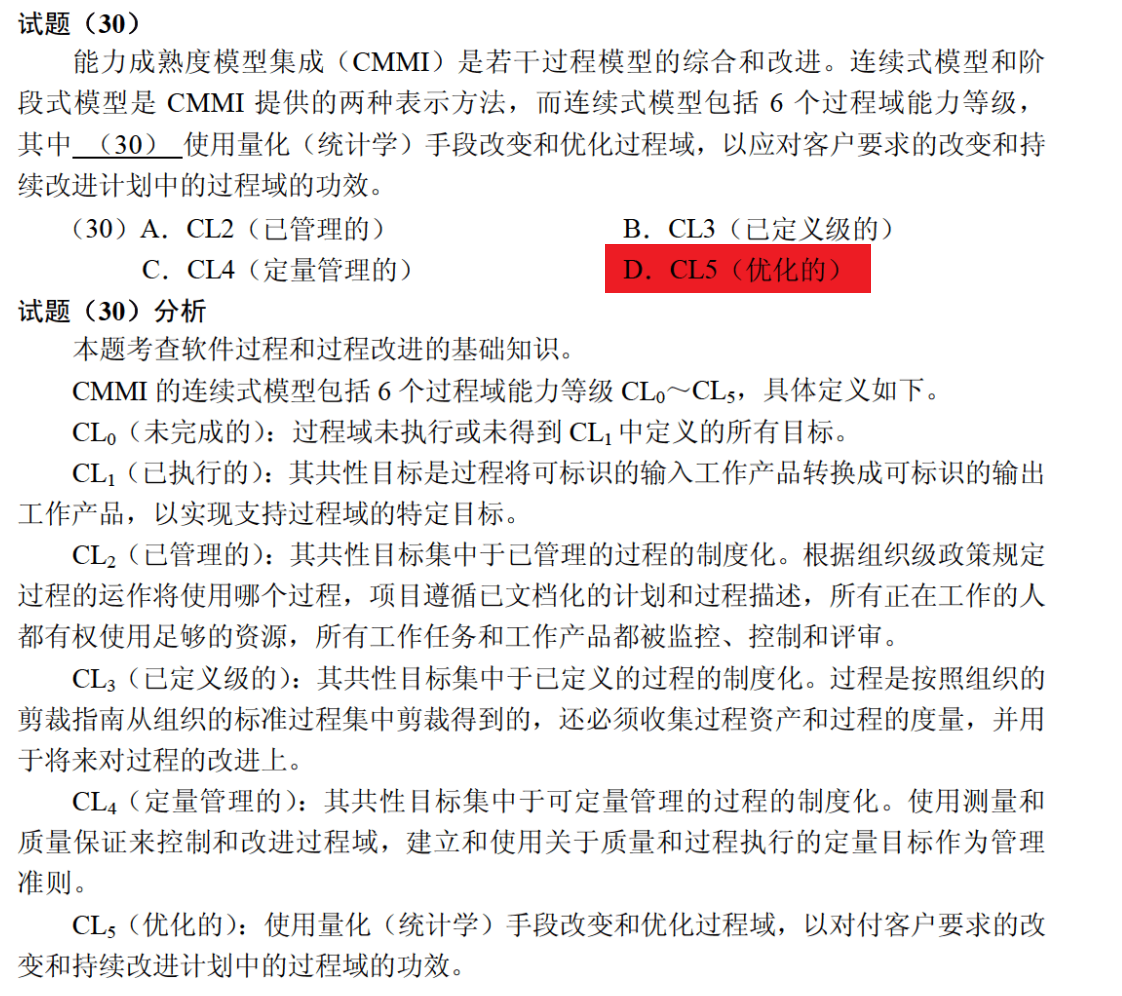 试题（30）
能力成熟度模型集成（CMMI）是若干过程模型的综合和改进。连续式模型和阶
段式模型是 CMMI 提供的两种表示方法，而连续式模型包括 6 个过程域能力等级，
其中 （30） 使用量化（统计学）手段改变和优化过程域，以应对客户要求的改变和持
续改进计划中的过程域的功效。
（30）A．CL2（已管理的） B．CL3（已定义级的）
C．CL4（定量管理的） D．CL5（优化的）
试题（30）分析
本题考查软件过程和过程改进的基础知识。
CMMI 的连续式模型包括 6 个过程域能力等级 CL₀～CL₅，具体定义如下。
CL₀（未完成的）：过程域未执行或未得到 CL₁ 中定义的所有目标。
CL₁（已执行的）：其共性目标是过程将可标识的输入工作产品转换成可标识的输出
工作产品，以实现支持过程域的特定目标。
CL₂（已管理的）：其共性目标集中于已管理的过程的制度化。根据组织级政策规定
过程的运作将使用哪个过程，项目遵循已文档化的计划和过程描述，所有正在工作的人
都有权使用足够的资源，所有工作任务和工作产品都被监控、控制和评审。
CL₃（已定义级的）：其共性目标集中于已定义的过程的制度化。过程是按照组织的
剪裁指南从组织的标准过程集中剪裁得到的，还必须收集过程资产和过程的度量，并用
于将来对过程的改进上。
CL₄（定量管理的）：其共性目标集中于可定量管理的过程的制度化。使用测量和
质量保证来控制和改进过程域，建立和使用关于质量和过程执行的定量目标作为管理
准则。
CL₅（优化的）：使用量化（统计学）手段改变和优化过程域，以对付客户要求的改
变和持续改进计划中的过程域的功效。